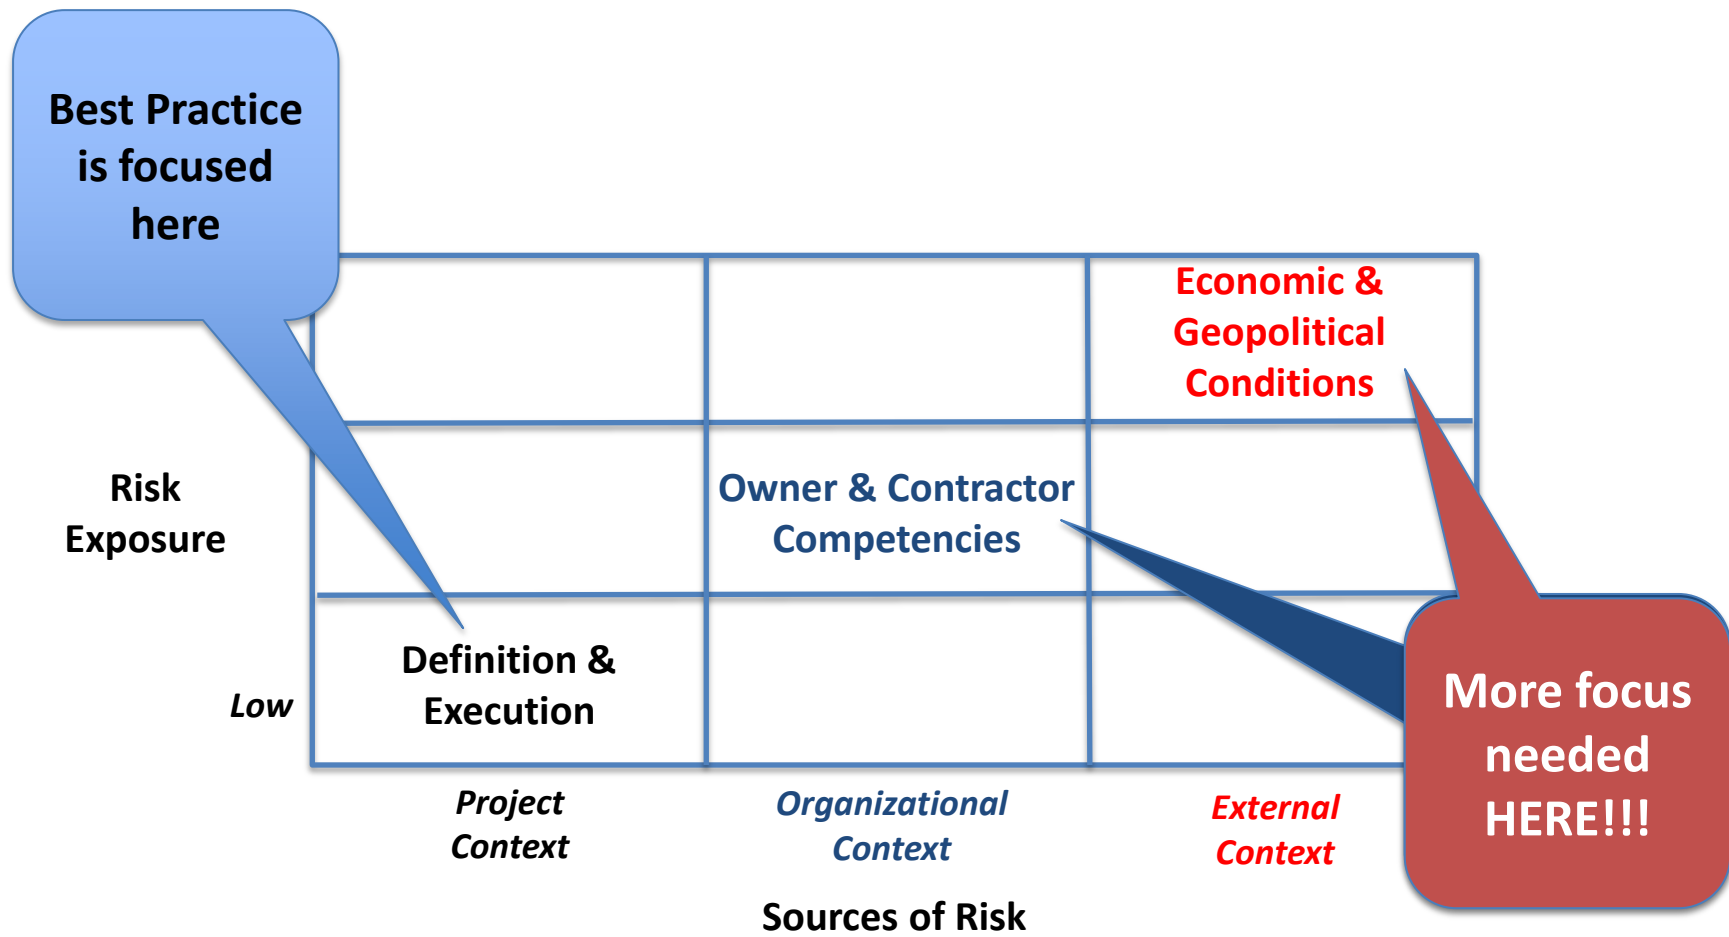 Best Practice
is focused
here
Economic &
Geopolitical
Conditions
Risk
Exposure
Owner & Contractor
Competencies
Definition &
Execution
Low
More focus
needed
HERE!!!
Project
Context
Organizational
Context
External
Context
Sources of Risk